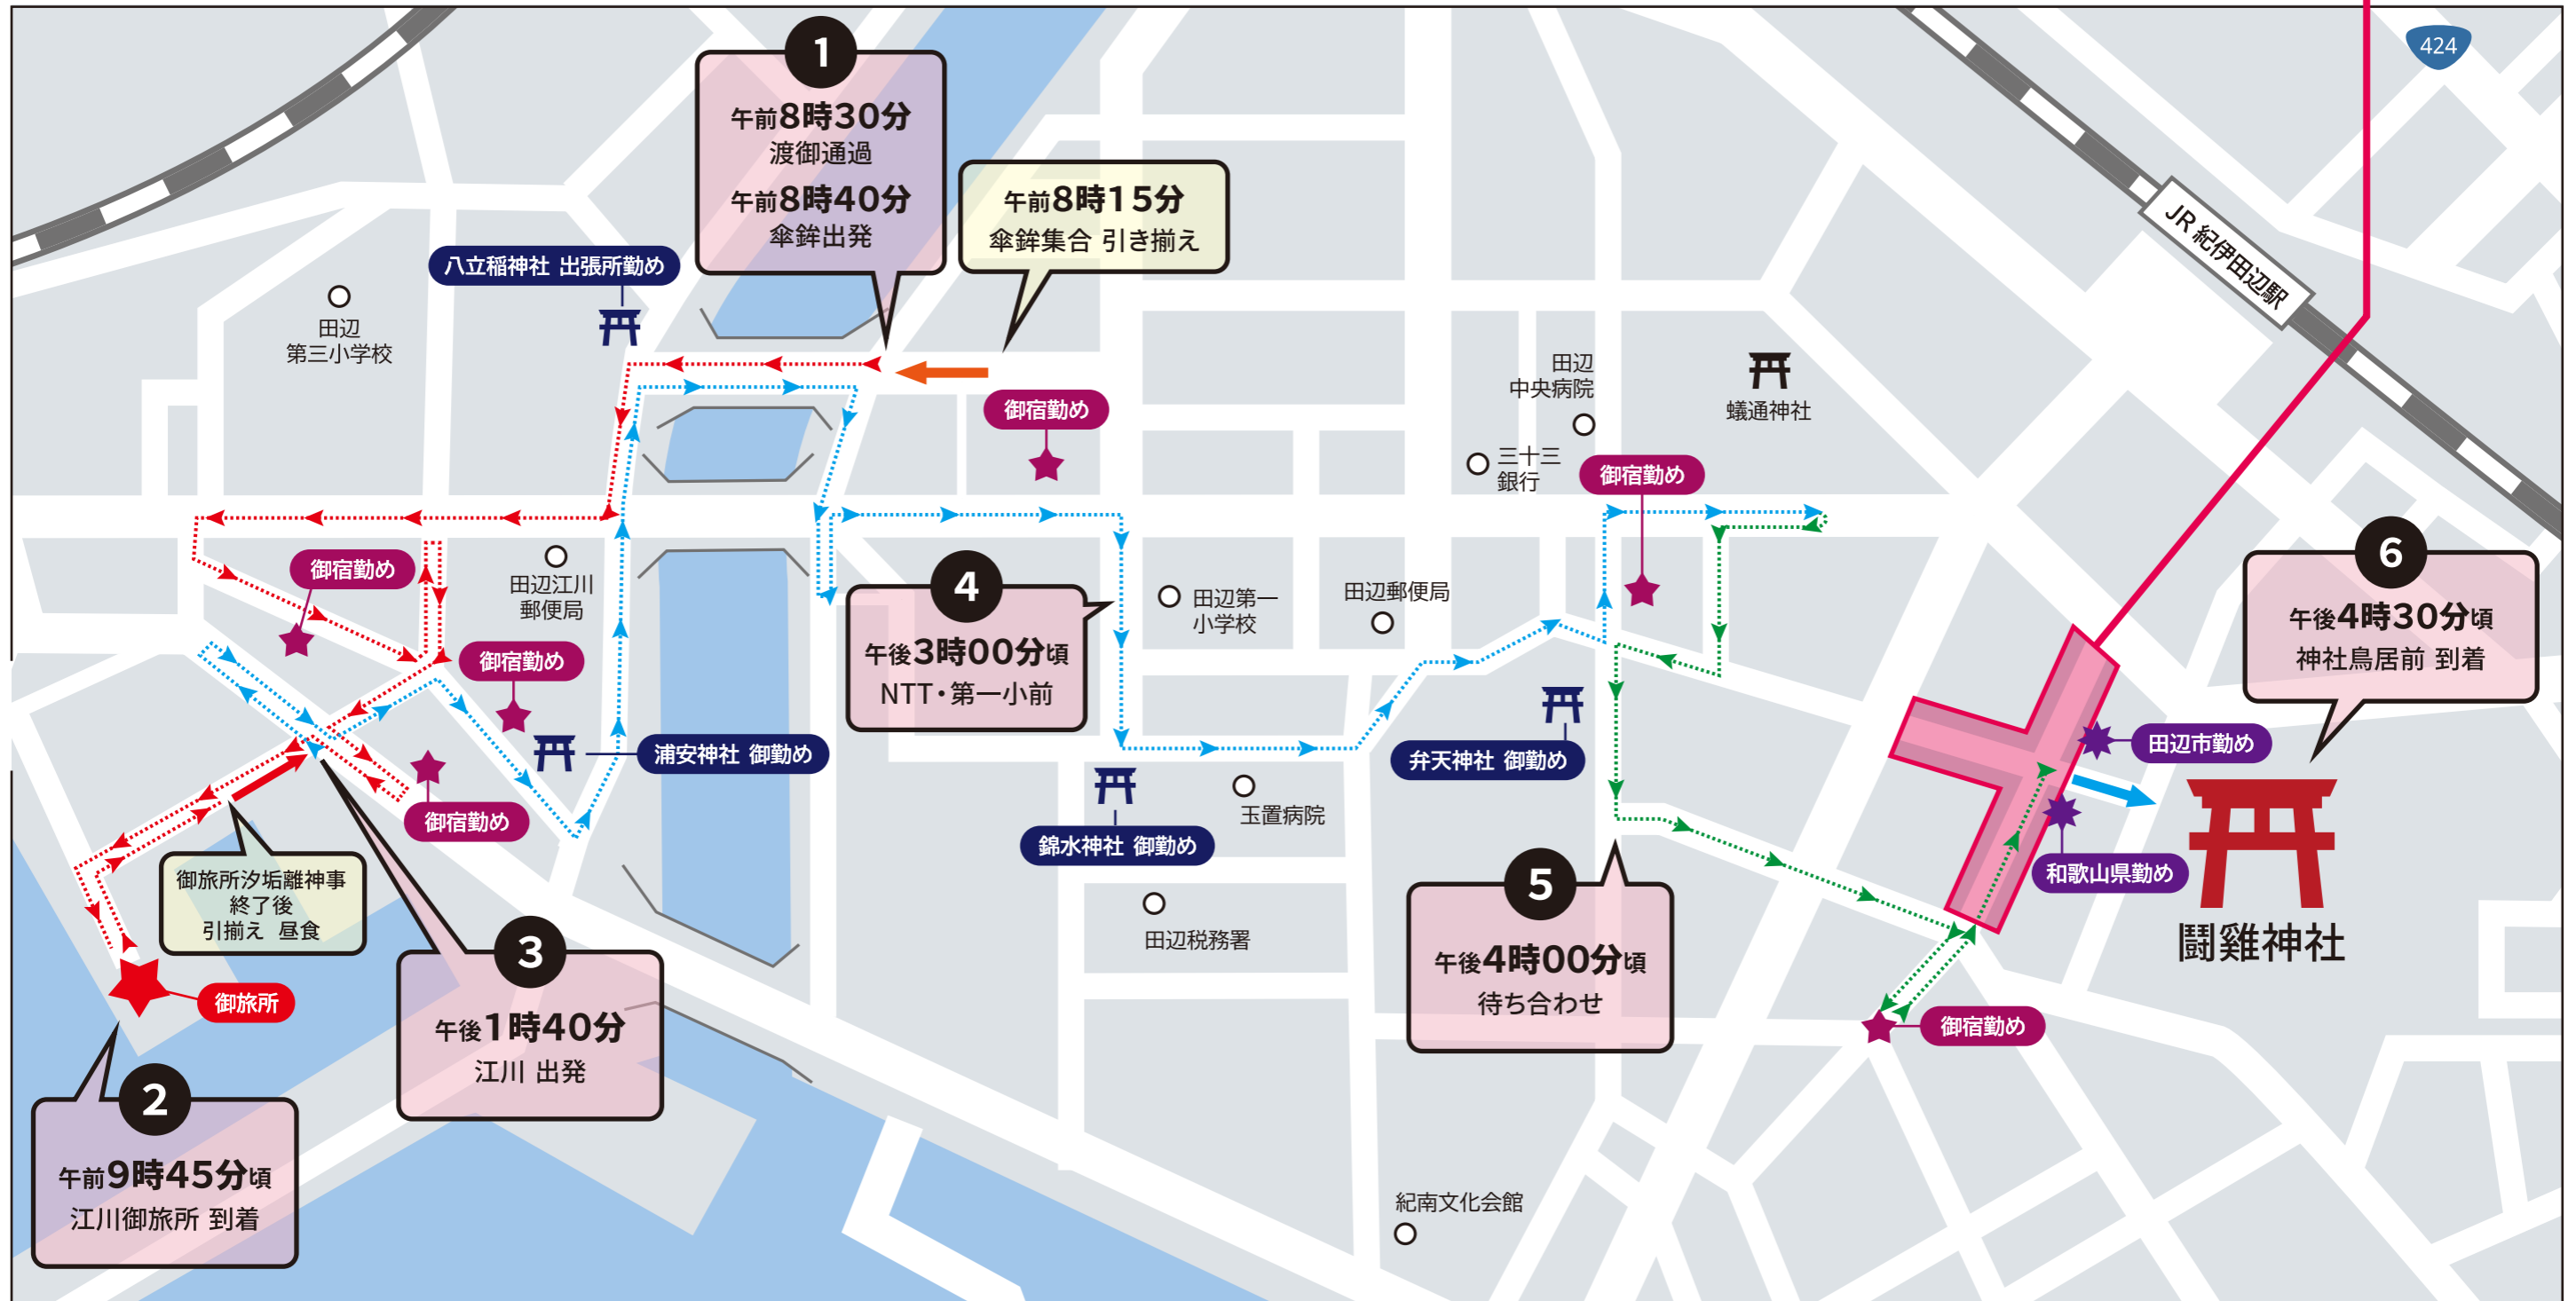 424
JR 紀伊田辺駅
1
午前8時30分
渡御通過
午前8時40分
傘鉾出発
午前8時15分
傘鉾集合 引き揃え
八立稲神社 出張所勤め
田辺
第三小学校
御宿勤め
田辺
中央病院
蟻通神社
三十三
銀行
御宿勤め
御宿勤め
田辺江川
郵便局
御宿勤め
4
午後3時00分頃
NTT・第一小前
田辺第一
小学校
田辺郵便局
6
午後4時30分頃
神社鳥居前 到着
浦安神社 御勤め
弁天神社 御勤め
田辺市勤め
御宿勤め
錦水神社 御勤め
玉置病院
和歌山県勤め
御旅所汐垢離神事
終了後
引揃え 昼食
田辺税務署
鬪雞神社
3
午後1時40分
江川 出発
5
午後4時00分頃
待ち合わせ
御旅所
御宿勤め
2
午前9時45分頃
江川御旅所 到着
紀南文化会館